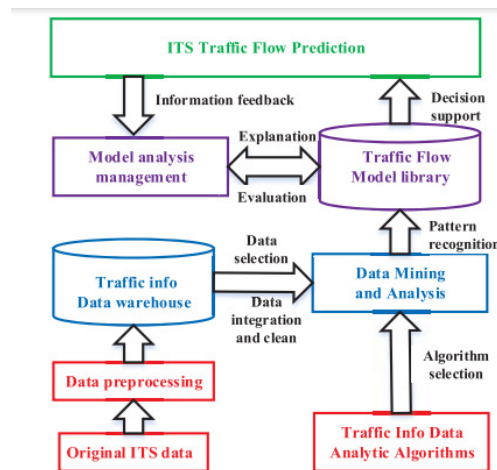 ITS Traffic Flow Prediction
Information feedback
Decision
support
Model analysis
management
Explanation
Evaluation
Traffic Flow
Model library
Pattern
recognition
Traffic info
Data warehouse
Data
selection
Data
integration
and clean
Data Mining
and Analysis
Data preprocessing
Algorithm
selection
Original ITS data
Traffic Info Data
Analytic Algorithms